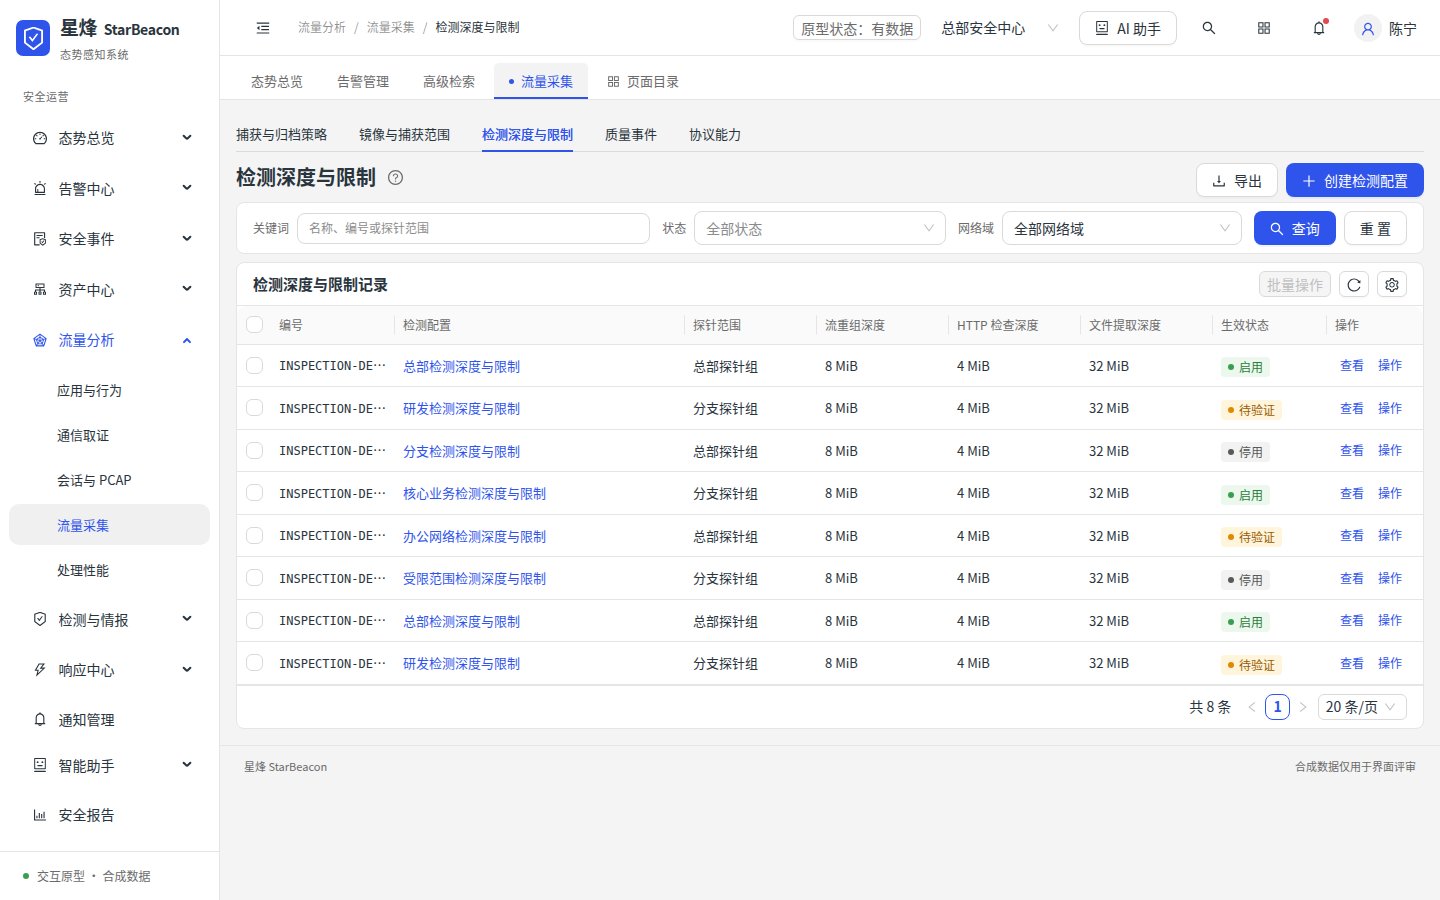 星烽 StarBeacon
态势感知系统
流量分析 / 流量采集 / 检测深度与限制
原型状态：有数据
总部安全中心
AI 助手
陈宁
态势总览
告警管理
高级检索
流量采集
页面目录
安全运营
态势总览
告警中心
安全事件
资产中心
流量分析
应用与行为
通信取证
会话与 PCAP
流量采集
处理性能
检测与情报
响应中心
通知管理
智能助手
安全报告
交互原型 · 合成数据
捕获与归档策略 镜像与捕获范围 检测深度与限制 质量事件 协议能力
检测深度与限制
导出
创建检测配置
关键词 名称、编号或探针范围 状态 全部状态 网络域 全部网络域 查询 重 置
检测深度与限制记录
批量操作
编号 检测配置 探针范围 流重组深度 HTTP 检查深度 文件提取深度 生效状态 操作
INSPECTION-DE··· 总部检测深度与限制 总部探针组 8 MiB 4 MiB 32 MiB 启用 查看 操作
INSPECTION-DE··· 研发检测深度与限制 分支探针组 8 MiB 4 MiB 32 MiB 待验证 查看 操作
INSPECTION-DE··· 分支检测深度与限制 总部探针组 8 MiB 4 MiB 32 MiB 停用 查看 操作
INSPECTION-DE··· 核心业务检测深度与限制 分支探针组 8 MiB 4 MiB 32 MiB 启用 查看 操作
INSPECTION-DE··· 办公网络检测深度与限制 总部探针组 8 MiB 4 MiB 32 MiB 待验证 查看 操作
INSPECTION-DE··· 受限范围检测深度与限制 分支探针组 8 MiB 4 MiB 32 MiB 停用 查看 操作
INSPECTION-DE··· 总部检测深度与限制 总部探针组 8 MiB 4 MiB 32 MiB 启用 查看 操作
INSPECTION-DE··· 研发检测深度与限制 分支探针组 8 MiB 4 MiB 32 MiB 待验证 查看 操作
共 8 条 1 20 条/页
星烽 StarBeacon
合成数据仅用于界面评审